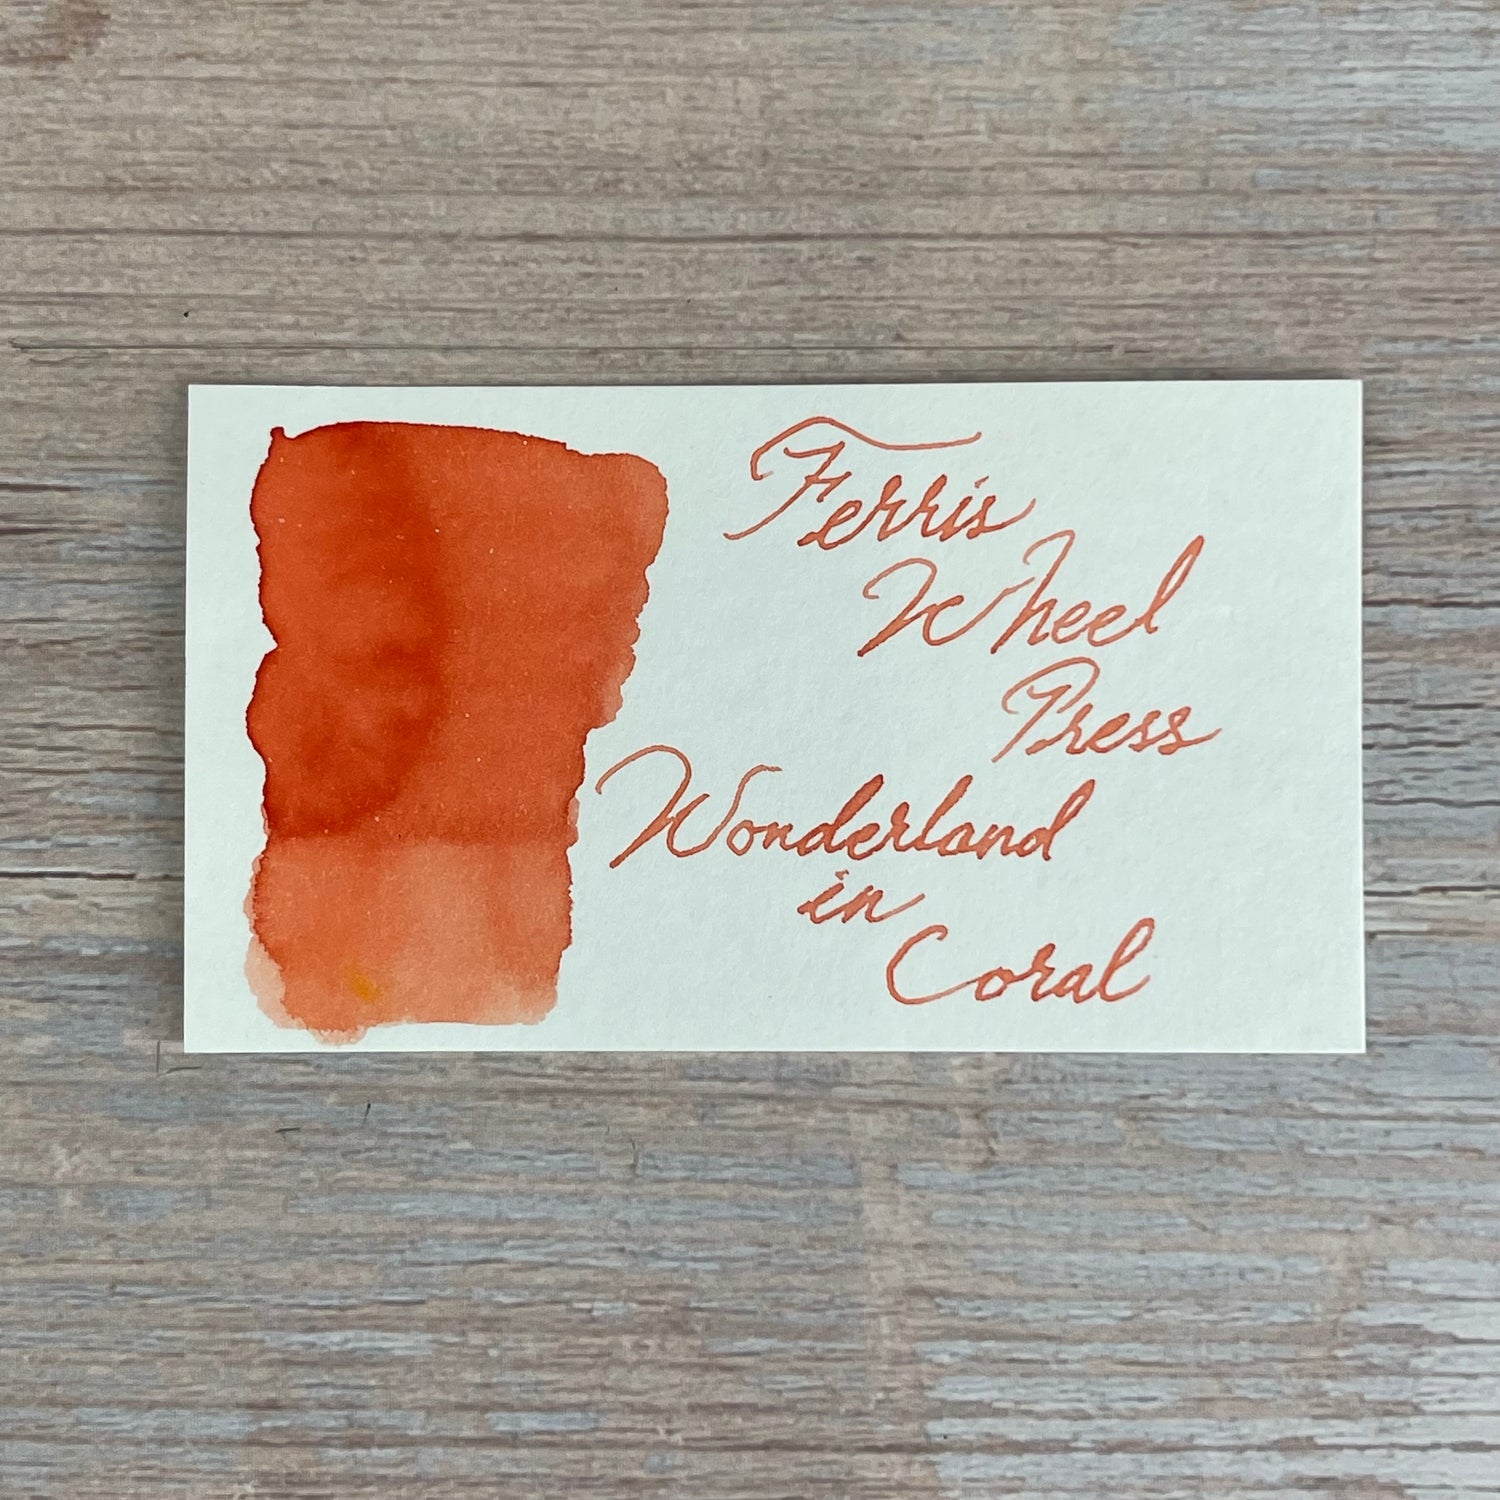 Ferris
Wheel
Press
Wonderland
in
Coral